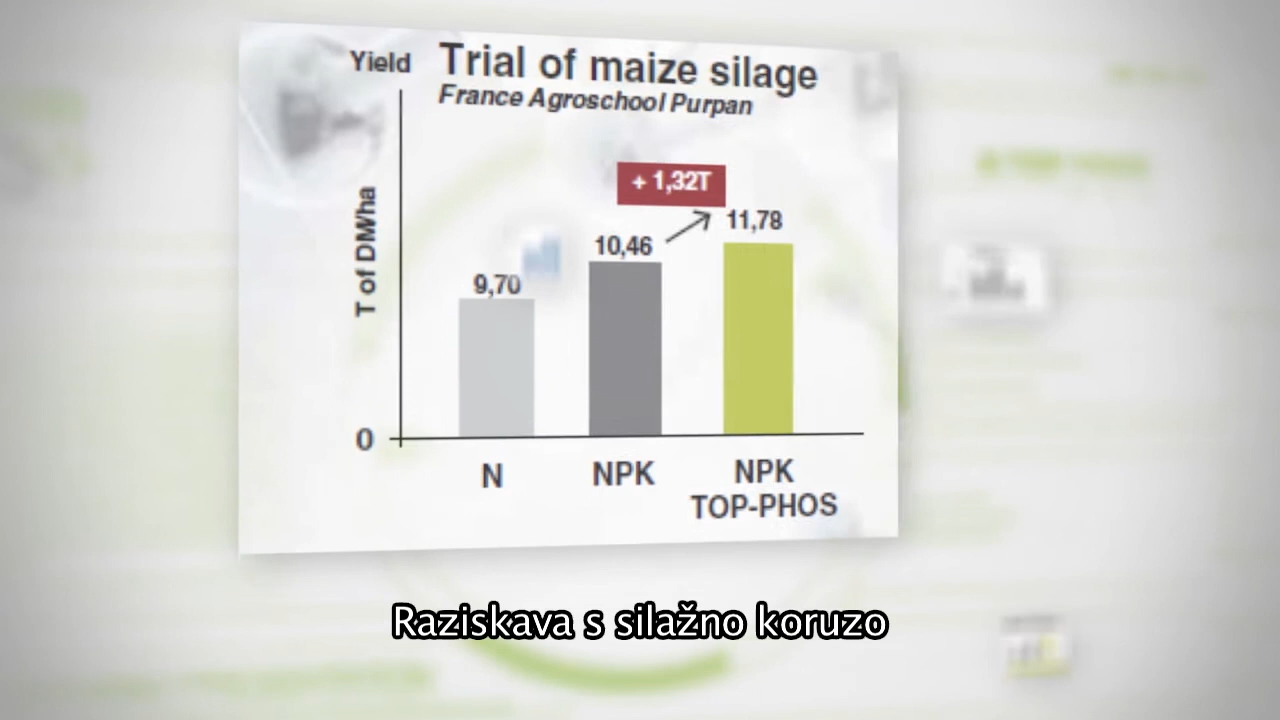 Yield
Trial of maize silage
France Agroschool Purpan
T of DM/ha
+ 1,32T
11,78
10,46
9,70
0
N
NPK
NPK
TOP-PHOS
Raziskava s silažno koruzo